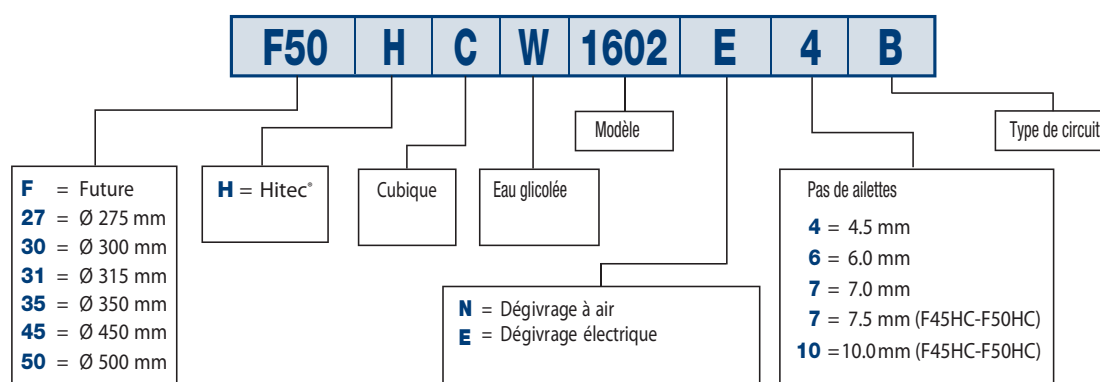 F50 H C W 1602 E 4 B
Modèle
Type de circuit
F = Future
27 = Ø 275 mm
30 = Ø 300 mm
31 = Ø 315 mm
35 = Ø 350 mm
45 = Ø 450 mm
50 = Ø 500 mm
H = Hitec®
Cubique
Eau glicolée
N = Dégivrage à air
E = Dégivrage électrique
Pas de ailettes
4 = 4.5 mm
6 = 6.0 mm
7 = 7.0 mm
7 = 7.5 mm (F45HC-F50HC)
10 =10.0 mm (F45HC-F50HC)